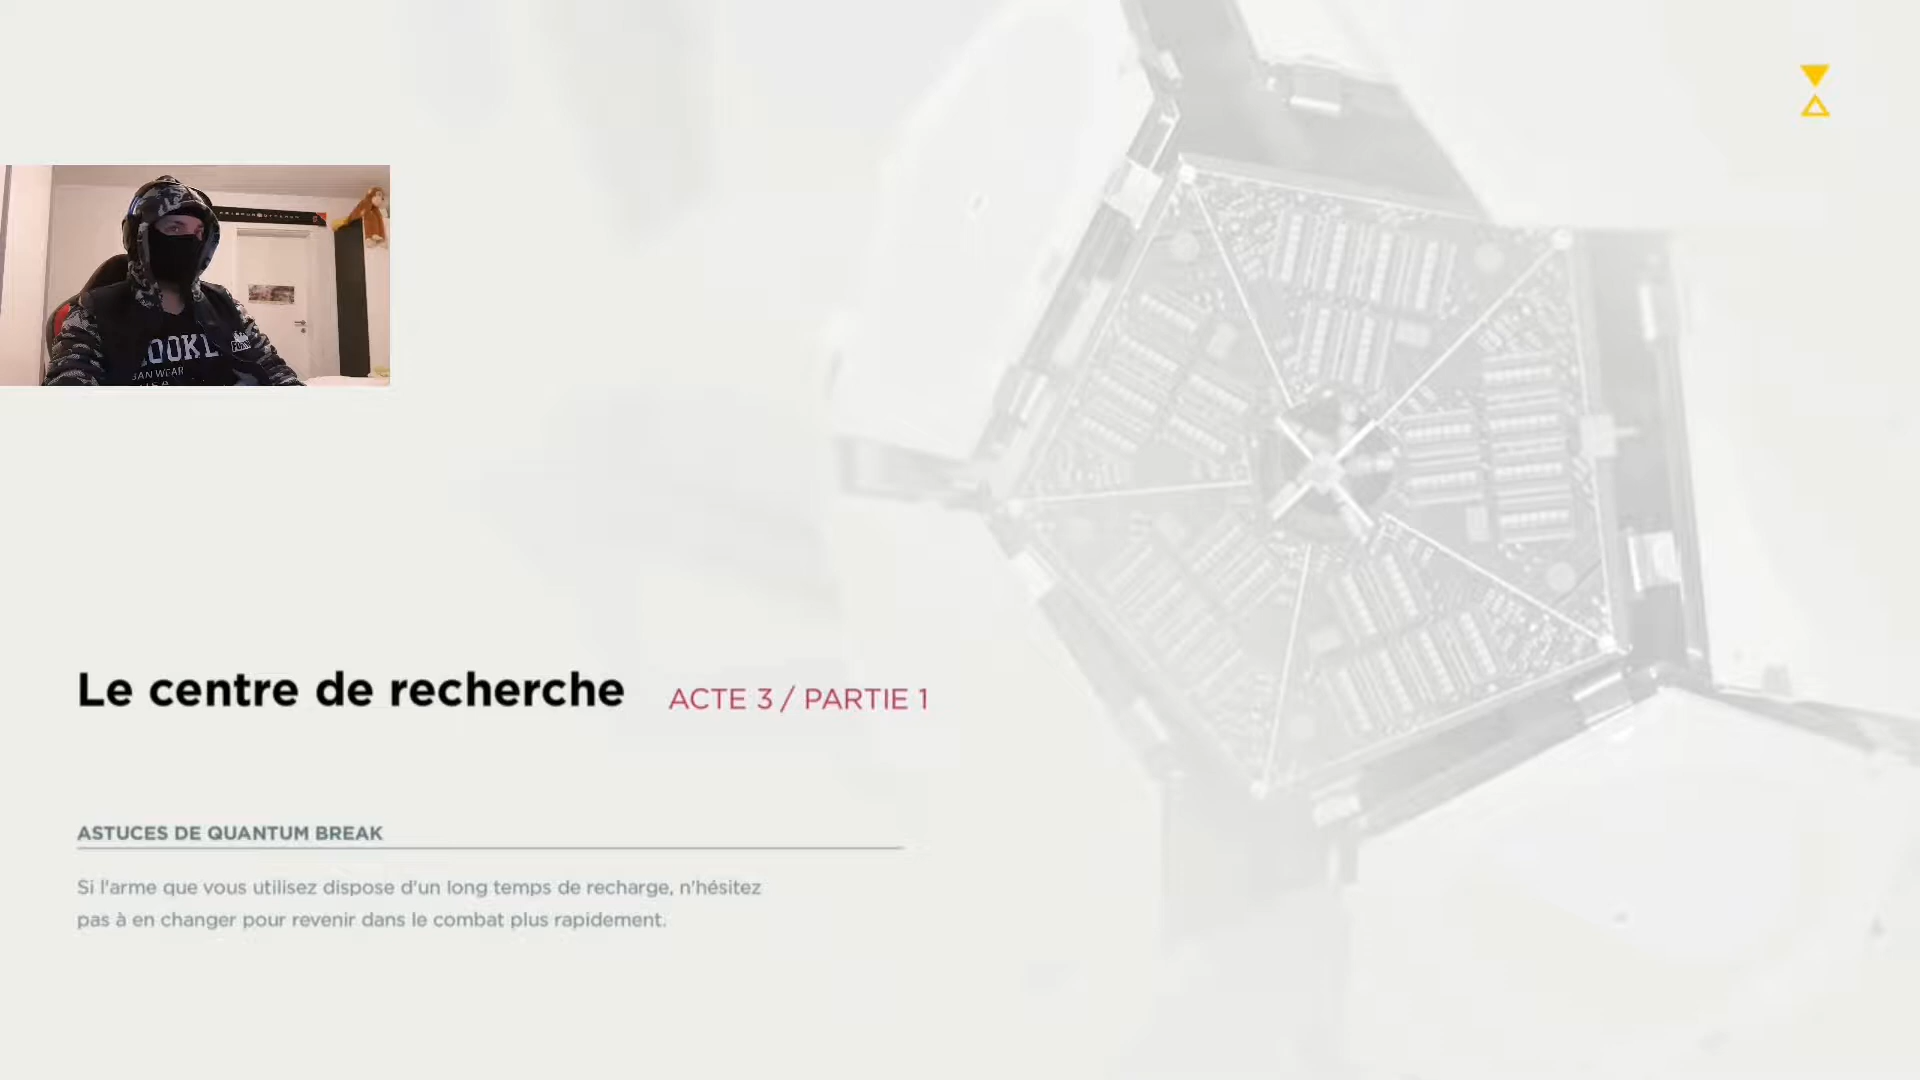 Le centre de recherche ACTE 3 / PARTIE 1
ASTUCES DE QUANTUM BREAK
Si l'arme que vous utilisez dispose d'un long temps de recharge, n'hésitez
pas à en changer pour revenir dans le combat plus rapidement.